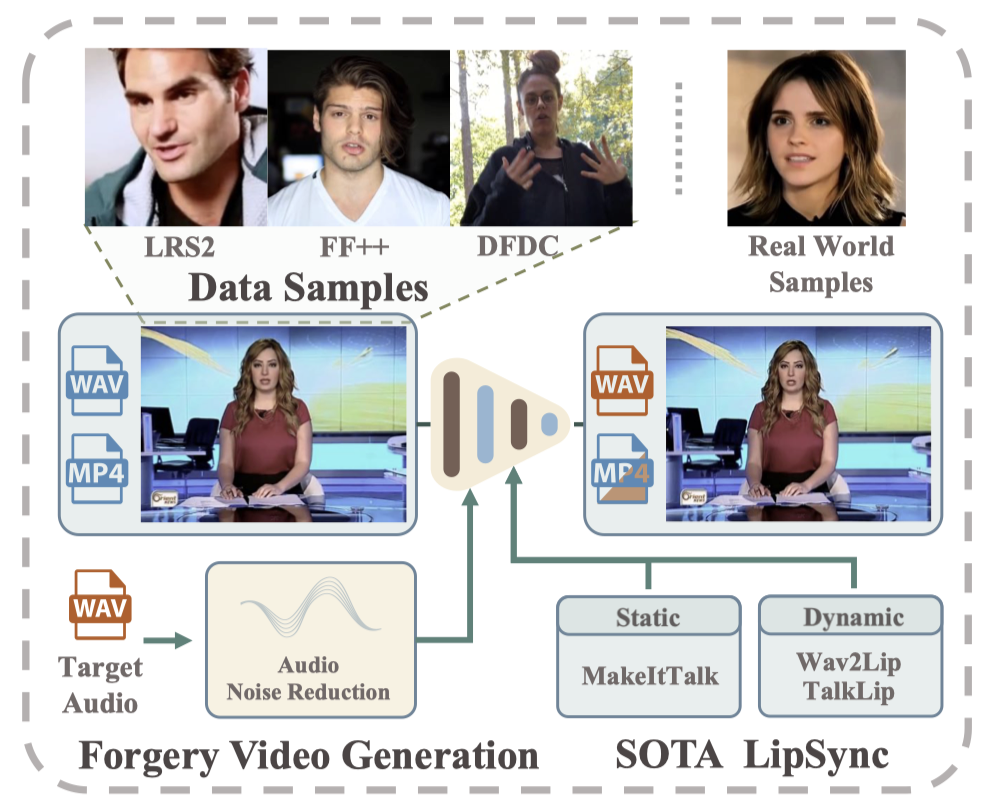 LRS2
FF++
DFDC
Real World
Samples
Data Samples
WAV
MP4
WAV
MP4
WAV
Target
Audio
Audio
Noise Reduction
Static
MakeItTalk
Dynamic
Wav2Lip
TalkLip
Forgery Video Generation
SOTA LipSync